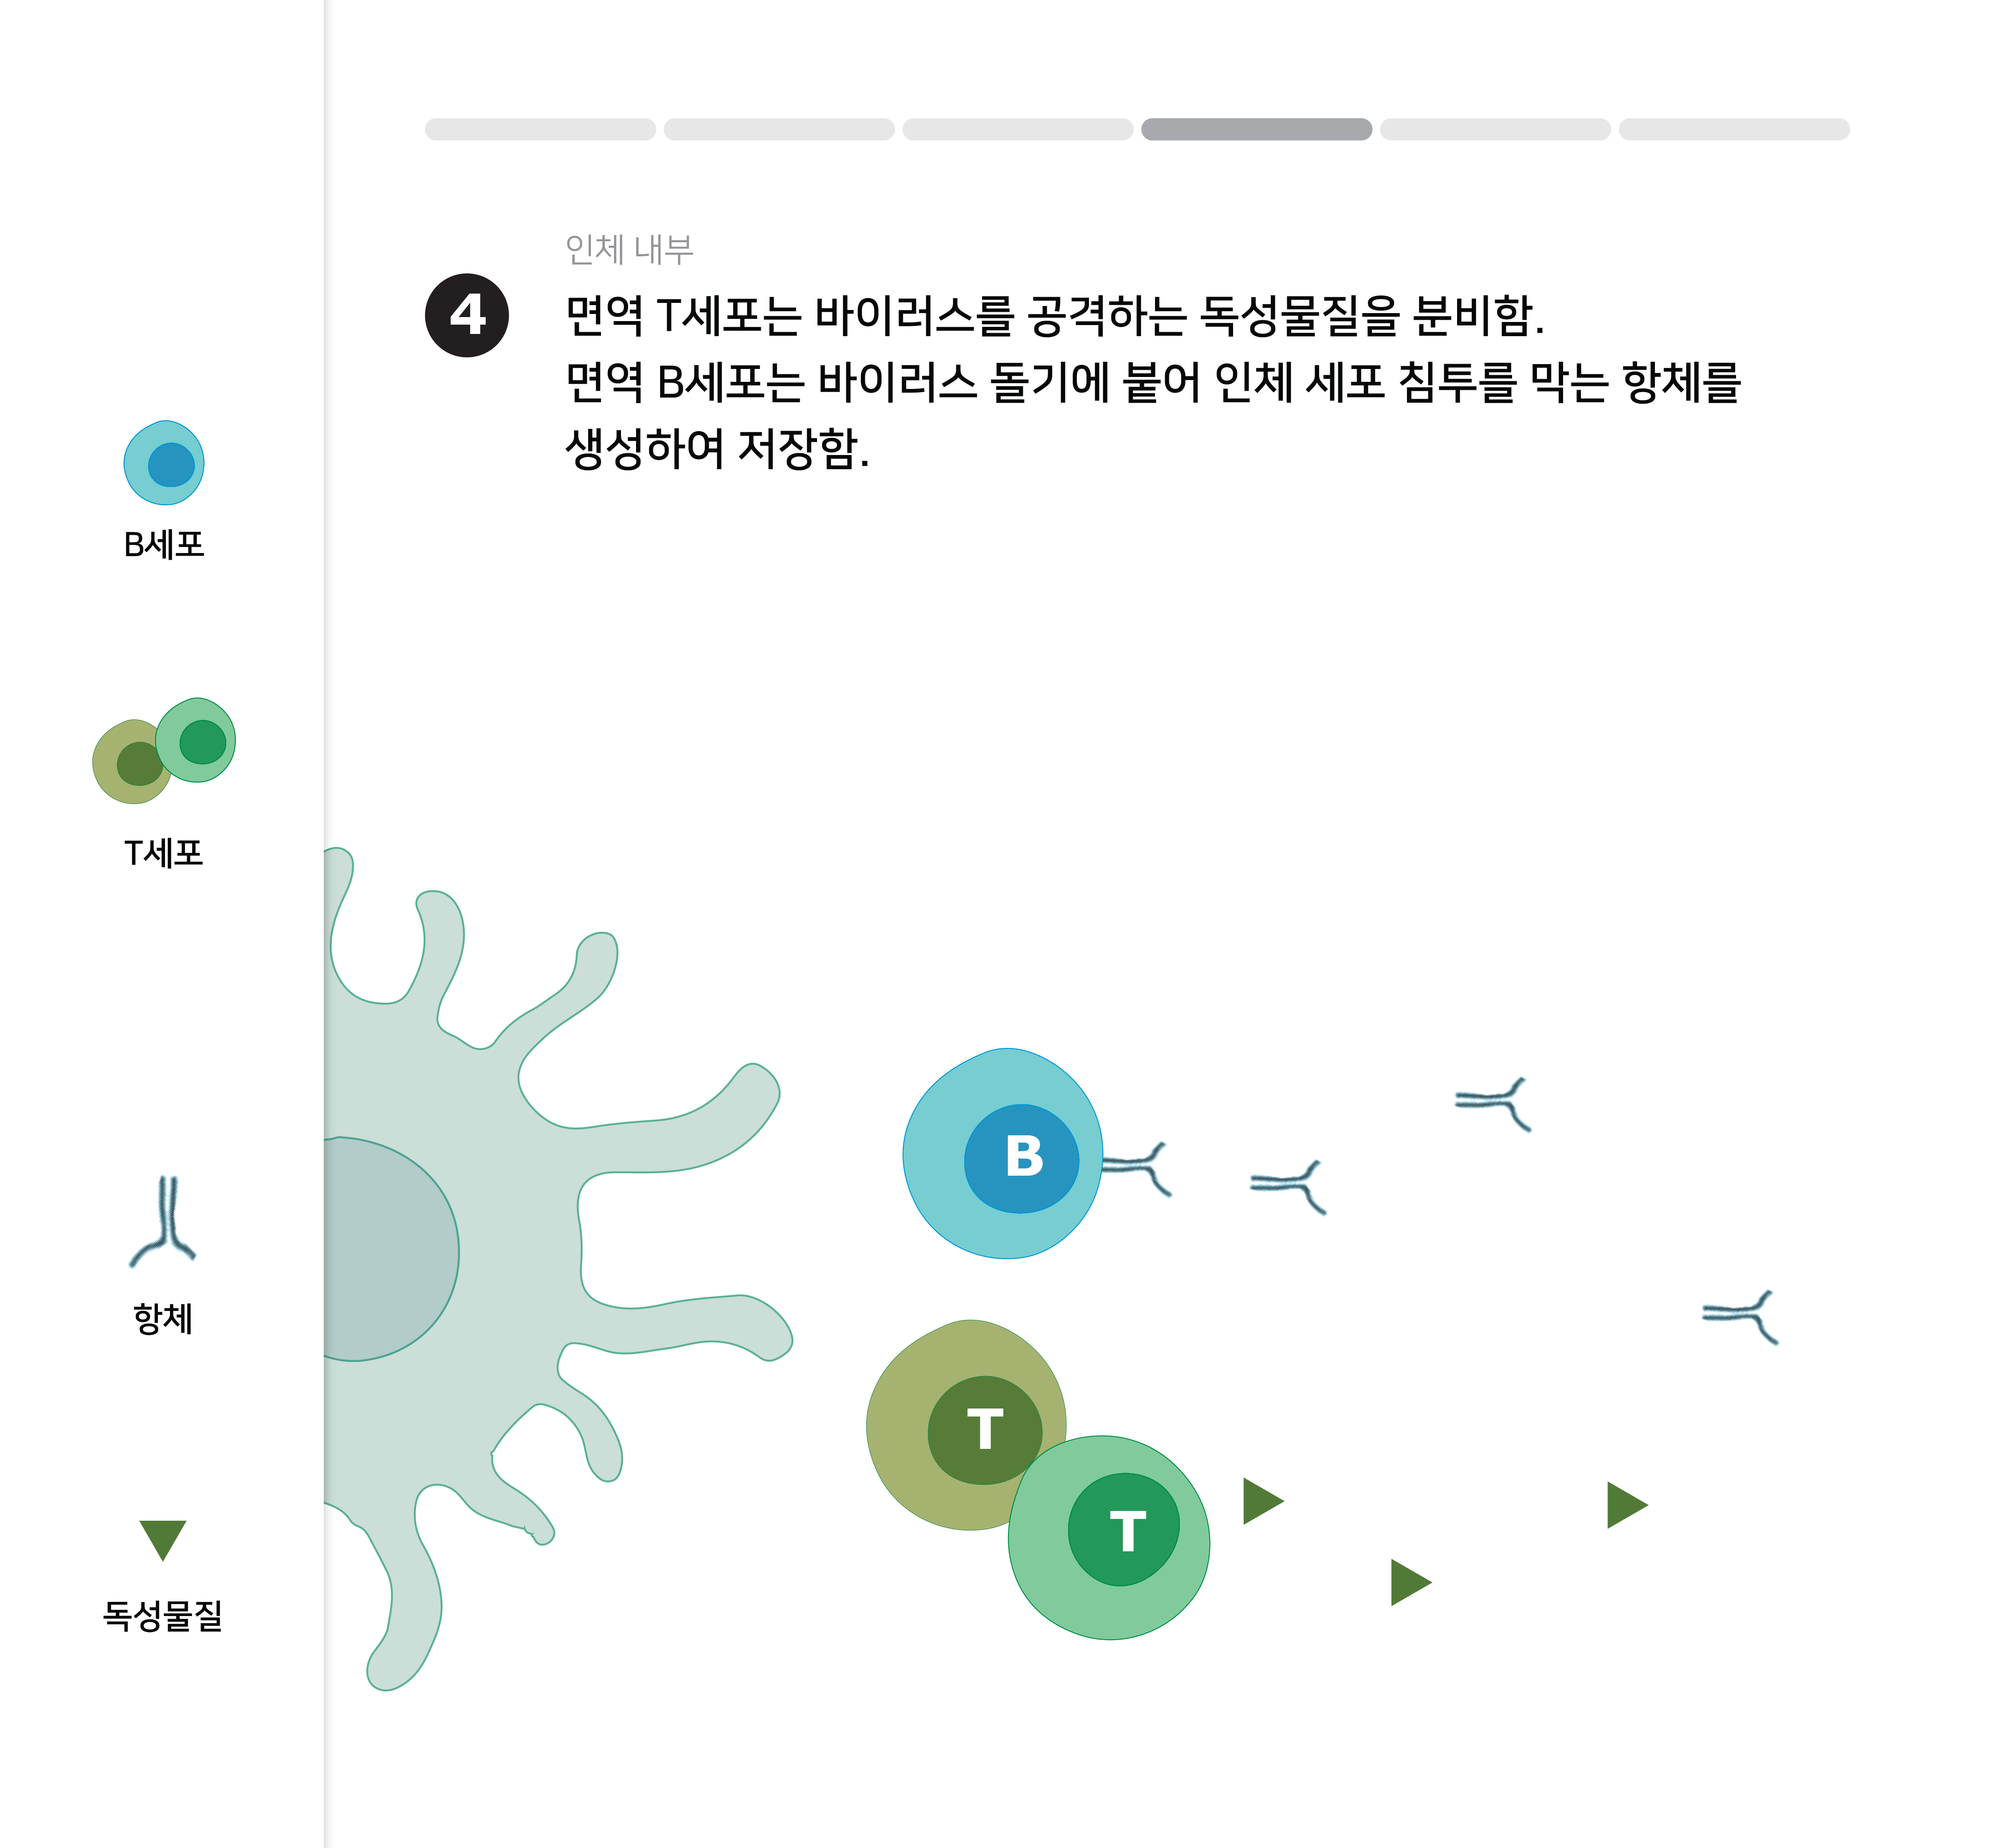 인체 내부
4
면역 T세포는 바이러스를 공격하는 독성물질을 분비함.
면역 B세포는 바이러스 돌기에 붙어 인체 세포 침투를 막는 항체를
생성하여 저장함.
B세포
T세포
항체
독성물질
B
T
T